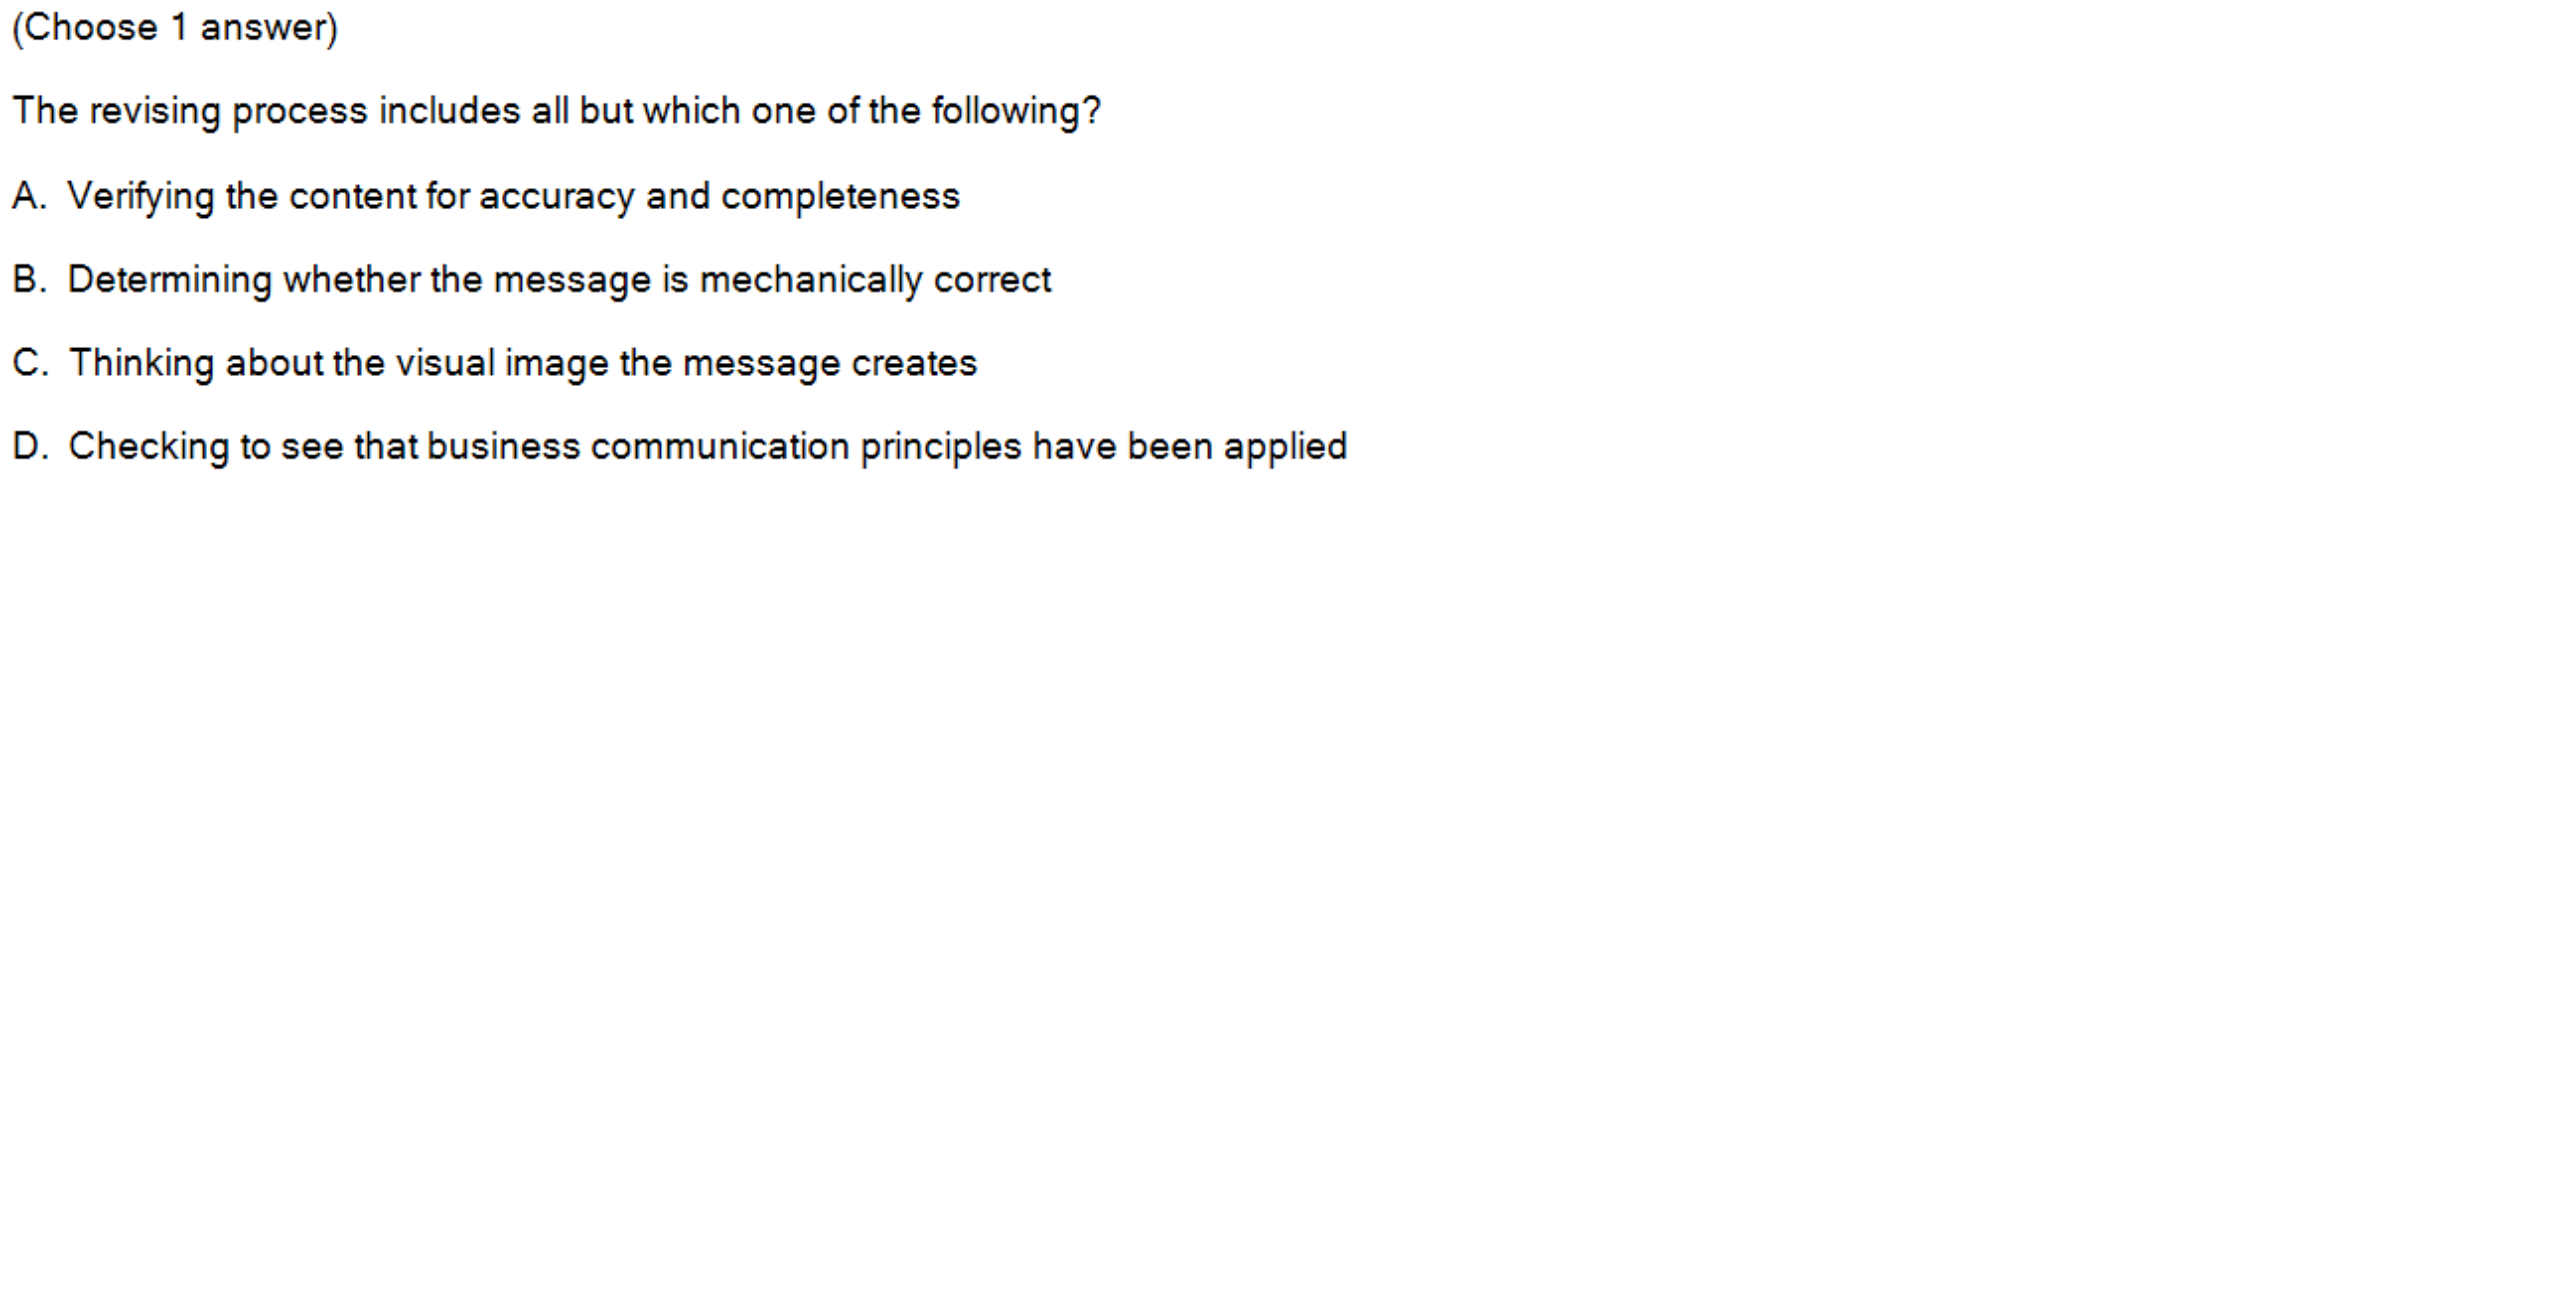 (Choose 1 answer)
The revising process includes all but which one of the following?
A. Verifying the content for accuracy and completeness
B. Determining whether the message is mechanically correct
C. Thinking about the visual image the message creates
D. Checking to see that business communication principles have been applied